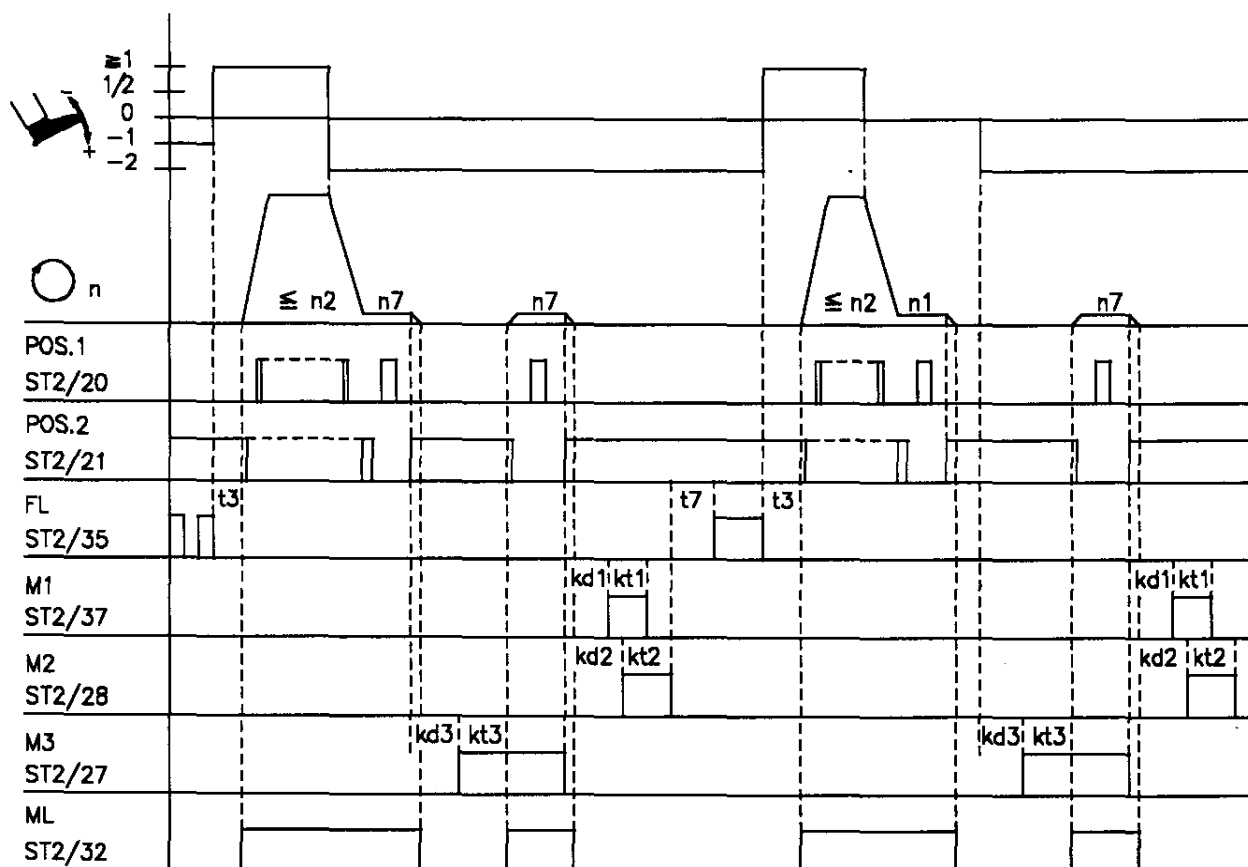 ≧1
1/2
0
-1
-2
-
+
n
≦ n2 n7 n7 ≦ n2 n1 n7
POS.1
ST2/20
POS.2
ST2/21
FL
ST2/35
t3 t7 t3
M1
ST2/37
kd1 kt1 kd1 kt1
M2
ST2/28
kd2 kt2 kd2 kt2
M3
ST2/27
kd3 kt3 kd3 kt3
ML
ST2/32